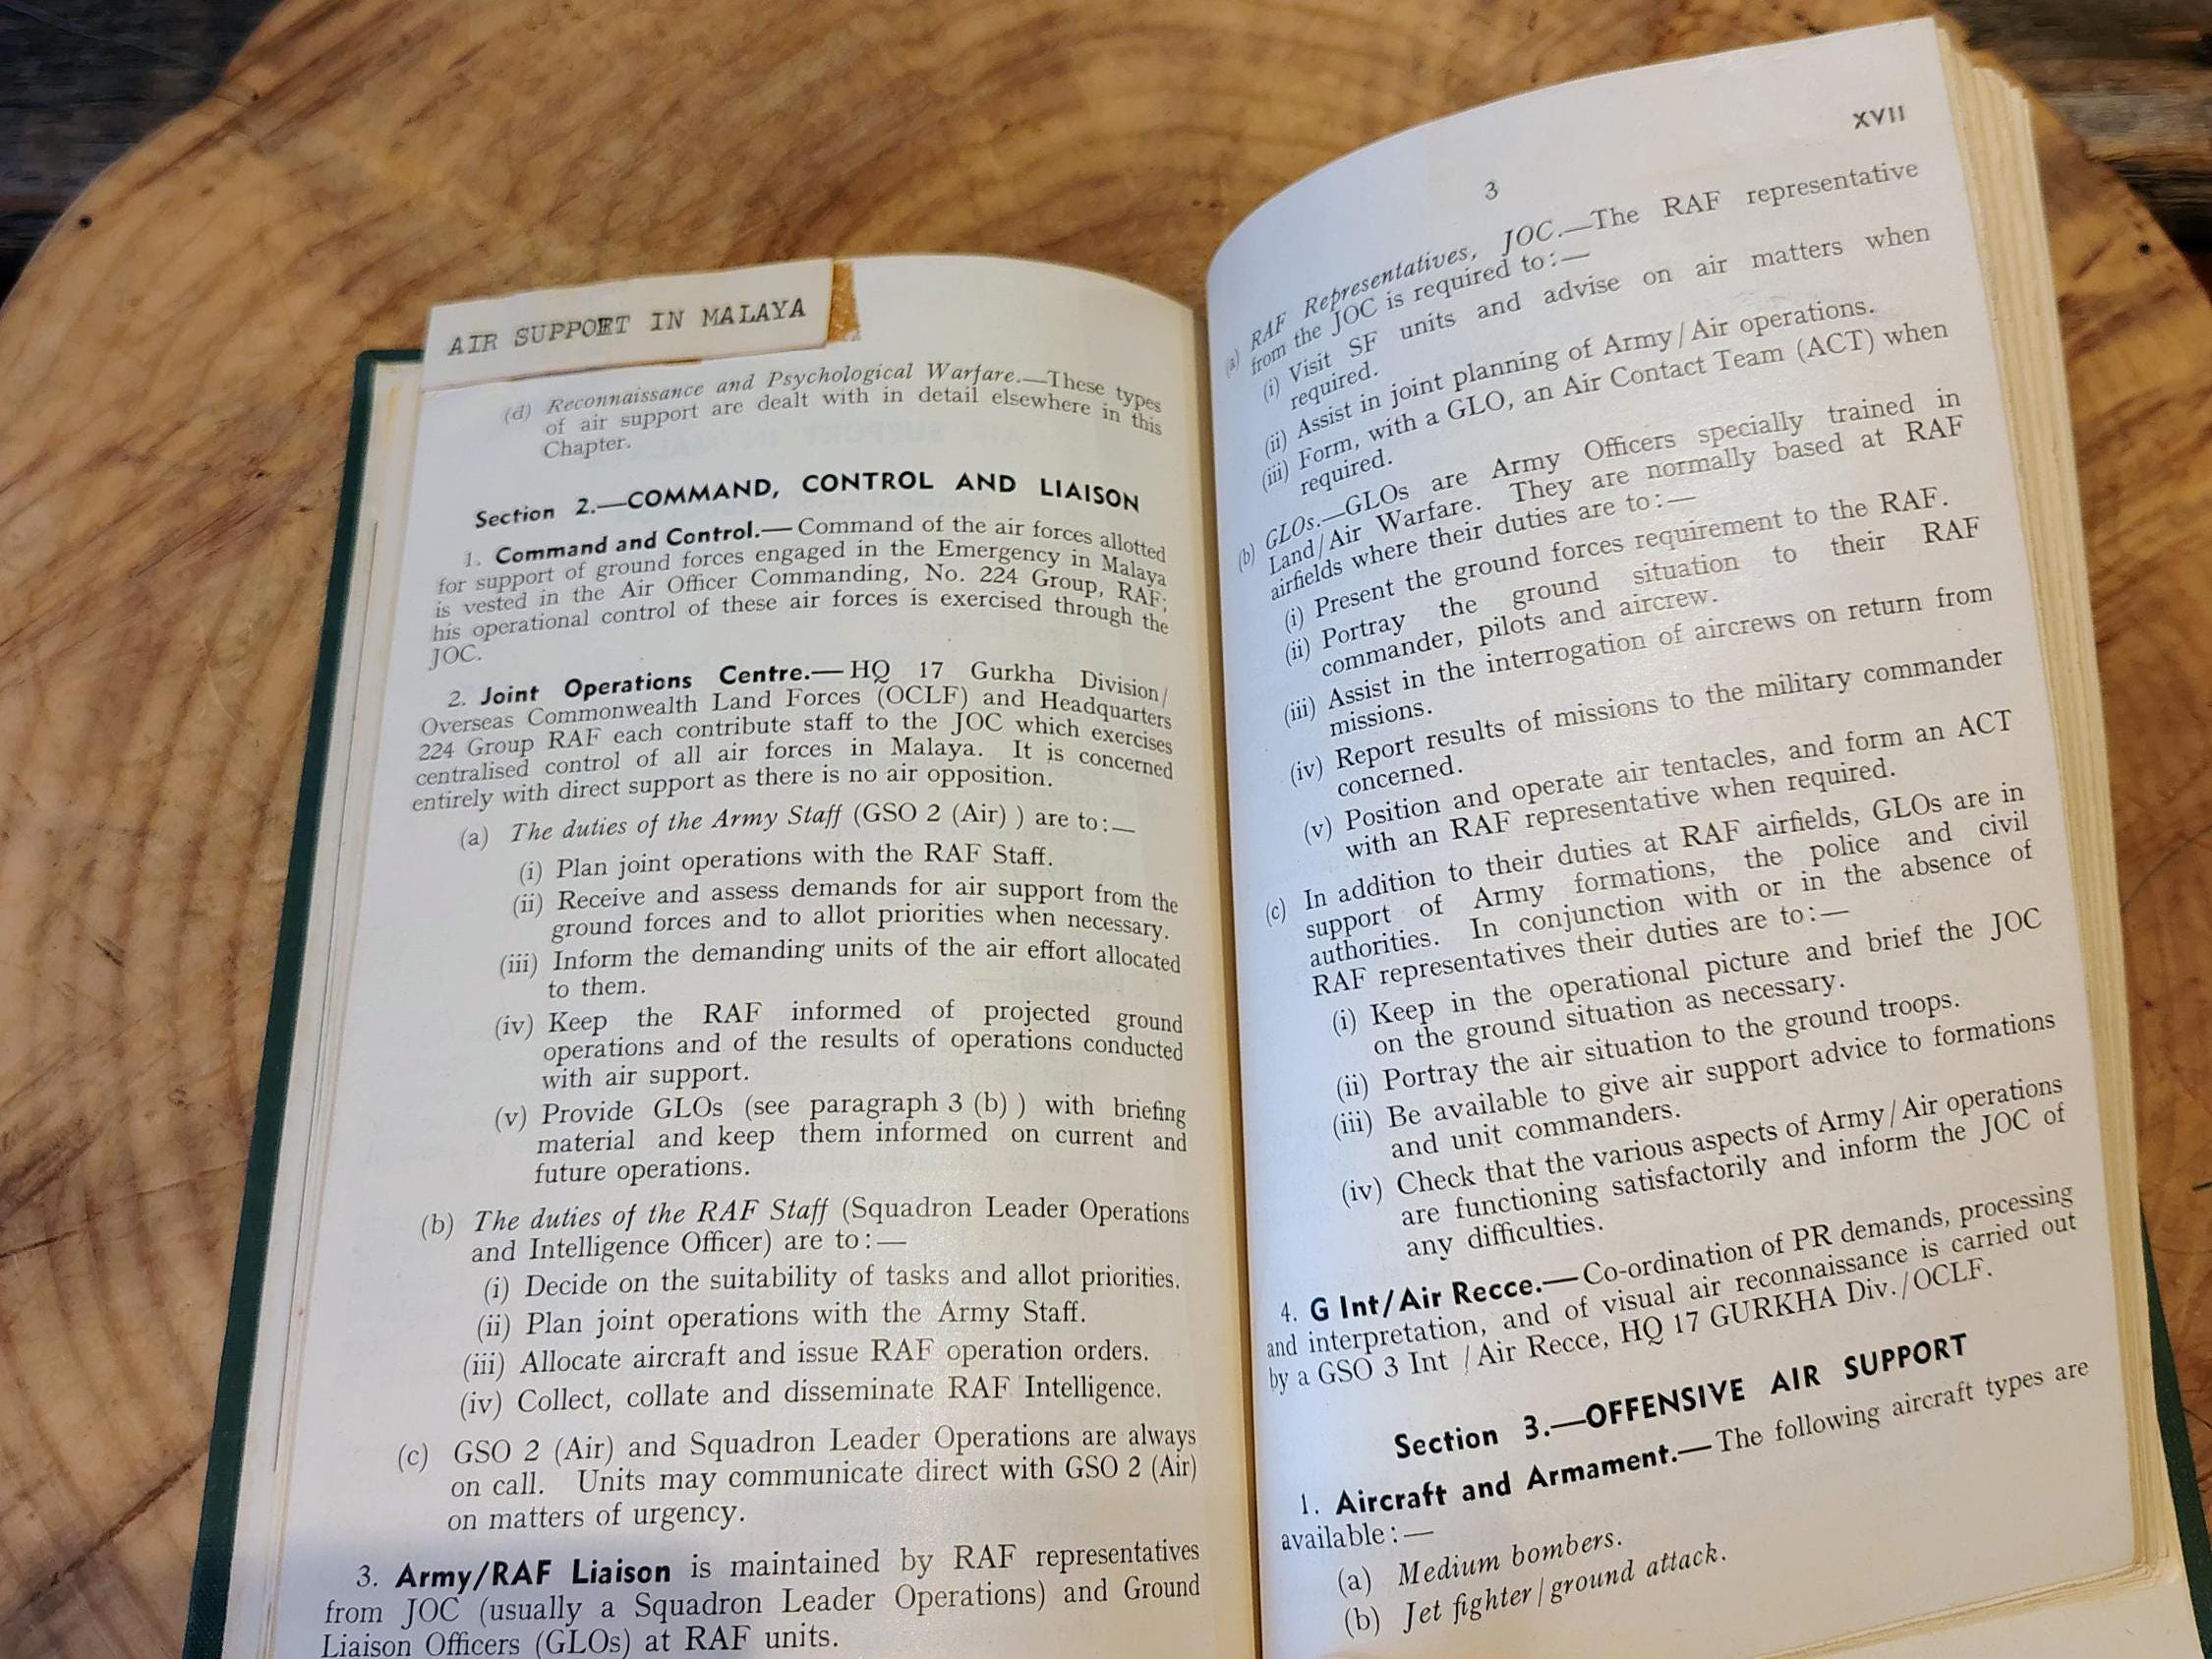 AIR SUPPORT IN MALAYA
(d) Reconnaissance and Psychological Warfare.—These types
of air support are dealt with in detail elsewhere in this
Chapter.
Section 2.—COMMAND, CONTROL AND LIAISON
1. Command and Control.—Command of the air forces allotted
for support of ground forces engaged in the Emergency in Malaya
is vested in the Air Officer Commanding, No. 224 Group, RAF;
his operational control of these air forces is exercised through the
JOC.
2. Joint Operations Centre.—HQ 17 Gurkha Division/
Overseas Commonwealth Land Forces (OCLF) and Headquarters
224 Group RAF each contribute staff to the JOC which exercises
centralised control of all air forces in Malaya. It is concerned
entirely with direct support as there is no air opposition.
(a) The duties of the Army Staff (GSO 2 (Air) ) are to:—
(i) Plan joint operations with the RAF Staff.
(ii) Receive and assess demands for air support from the
ground forces and to allot priorities when necessary.
(iii) Inform the demanding units of the air effort allocated
to them.
(iv) Keep the RAF informed of projected ground
operations and of the results of operations conducted
with air support.
(v) Provide GLOs (see paragraph 3 (b) ) with briefing
material and keep them informed on current and
future operations.
(b) The duties of the RAF Staff (Squadron Leader Operations
and Intelligence Officer) are to:—
(i) Decide on the suitability of tasks and allot priorities.
(ii) Plan joint operations with the Army Staff.
(iii) Allocate aircraft and issue RAF operation orders.
(iv) Collect, collate and disseminate RAF Intelligence.
(c) GSO 2 (Air) and Squadron Leader Operations are always
on call. Units may communicate direct with GSO 2 (Air)
on matters of urgency.
3. Army/RAF Liaison is maintained by RAF representatives
from JOC (usually a Squadron Leader Operations) and Ground
Liaison Officers (GLOs) at RAF units.
XVII
3
(a) RAF Representatives, JOC.—The RAF representative
from the JOC is required to:—
(i) Visit SF units and advise on air matters when
required.
(ii) Assist in joint planning of Army/Air operations.
(iii) Form, with a GLO, an Air Contact Team (ACT) when
required.
(b) GLOs.—GLOs are Army Officers specially trained in
Land/Air Warfare. They are normally based at RAF
airfields where their duties are to:—
(i) Present the ground forces requirement to the RAF.
(ii) Portray the ground situation to their RAF
commander, pilots and aircrew.
(iii) Assist in the interrogation of aircrews on return from
missions.
(iv) Report results of missions to the military commander
concerned.
(v) Position and operate air tentacles, and form an ACT
with an RAF representative when required.
(c) In addition to their duties at RAF airfields, GLOs are in
support of Army formations, the police and civil
authorities. In conjunction with or in the absence of
RAF representatives their duties are to:—
(i) Keep in the operational picture and brief the JOC
on the ground situation as necessary.
(ii) Portray the air situation to the ground troops.
(iii) Be available to give air support advice to formations
and unit commanders.
(iv) Check that the various aspects of Army/Air operations
are functioning satisfactorily and inform the JOC of
any difficulties.
4. G Int/Air Recce.—Co-ordination of PR demands, processing
and interpretation, and of visual air reconnaissance is carried out
by a GSO 3 Int /Air Recce, HQ 17 GURKHA Div./OCLF.
Section 3.—OFFENSIVE AIR SUPPORT
1. Aircraft and Armament.—The following aircraft types are
available:—
(a) Medium bombers.
(b) Jet fighter/ground attack.